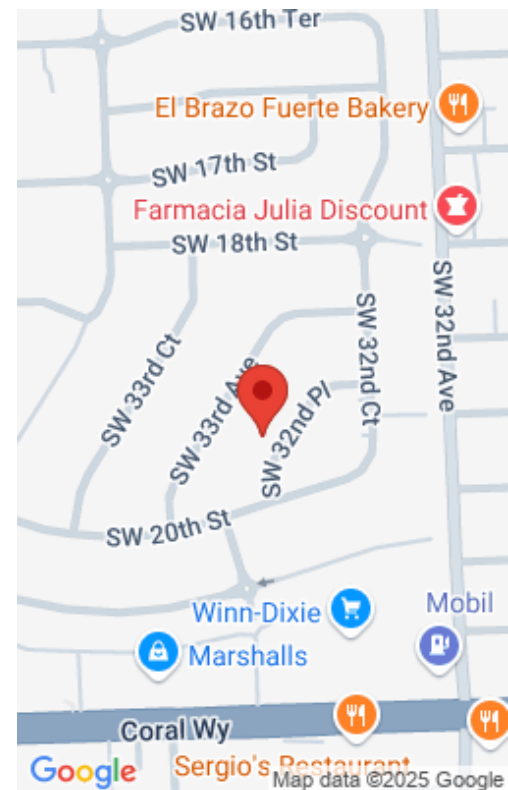 SW 16th Ter
El Brazo Fuerte Bakery
SW 17th St
Farmacia Julia Discount
SW 18th St
SW 32nd Ave
SW 33rd Ct
SW 33rd Ave
SW 32nd Ct
SW 32nd Pl
SW 20th St
Winn-Dixie
Mobil
Marshalls
Coral Wy
Sergio's Restaurant
Google
Map data ©2025 Google